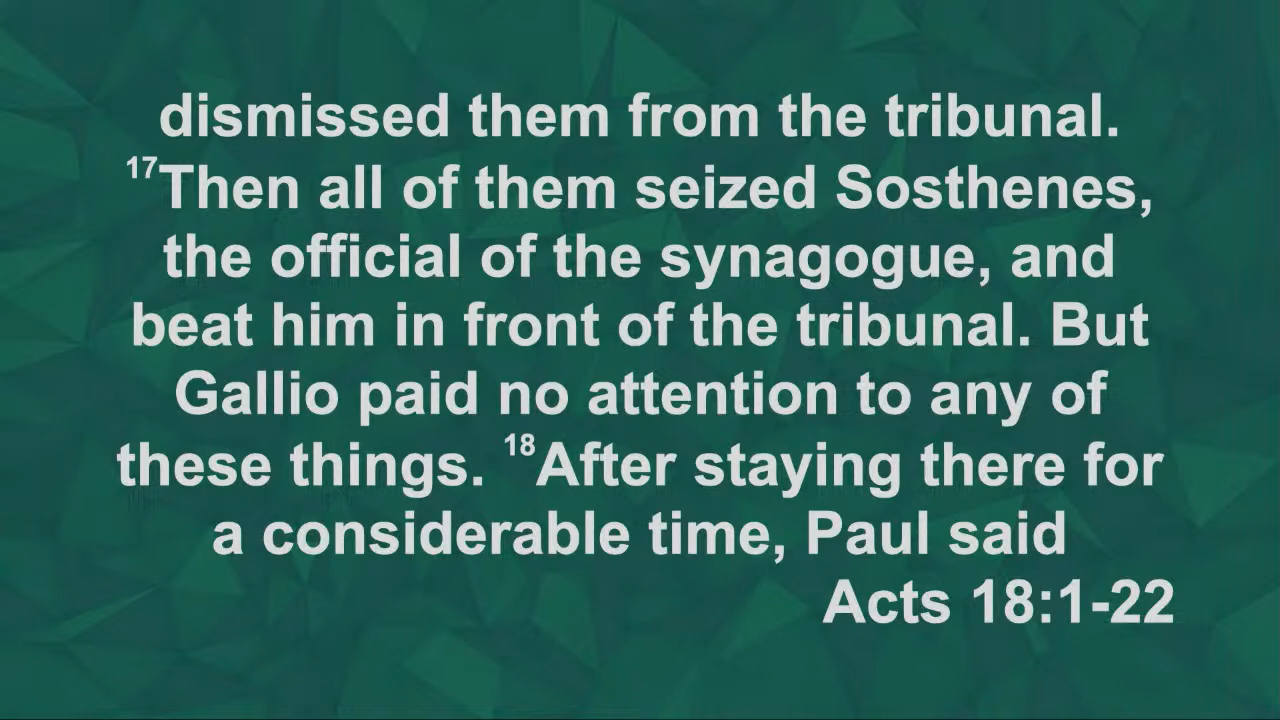 dismissed them from the tribunal.
17Then all of them seized Sosthenes,
the official of the synagogue, and
beat him in front of the tribunal. But
Gallio paid no attention to any of
these things. 18After staying there for
a considerable time, Paul said
Acts 18:1-22